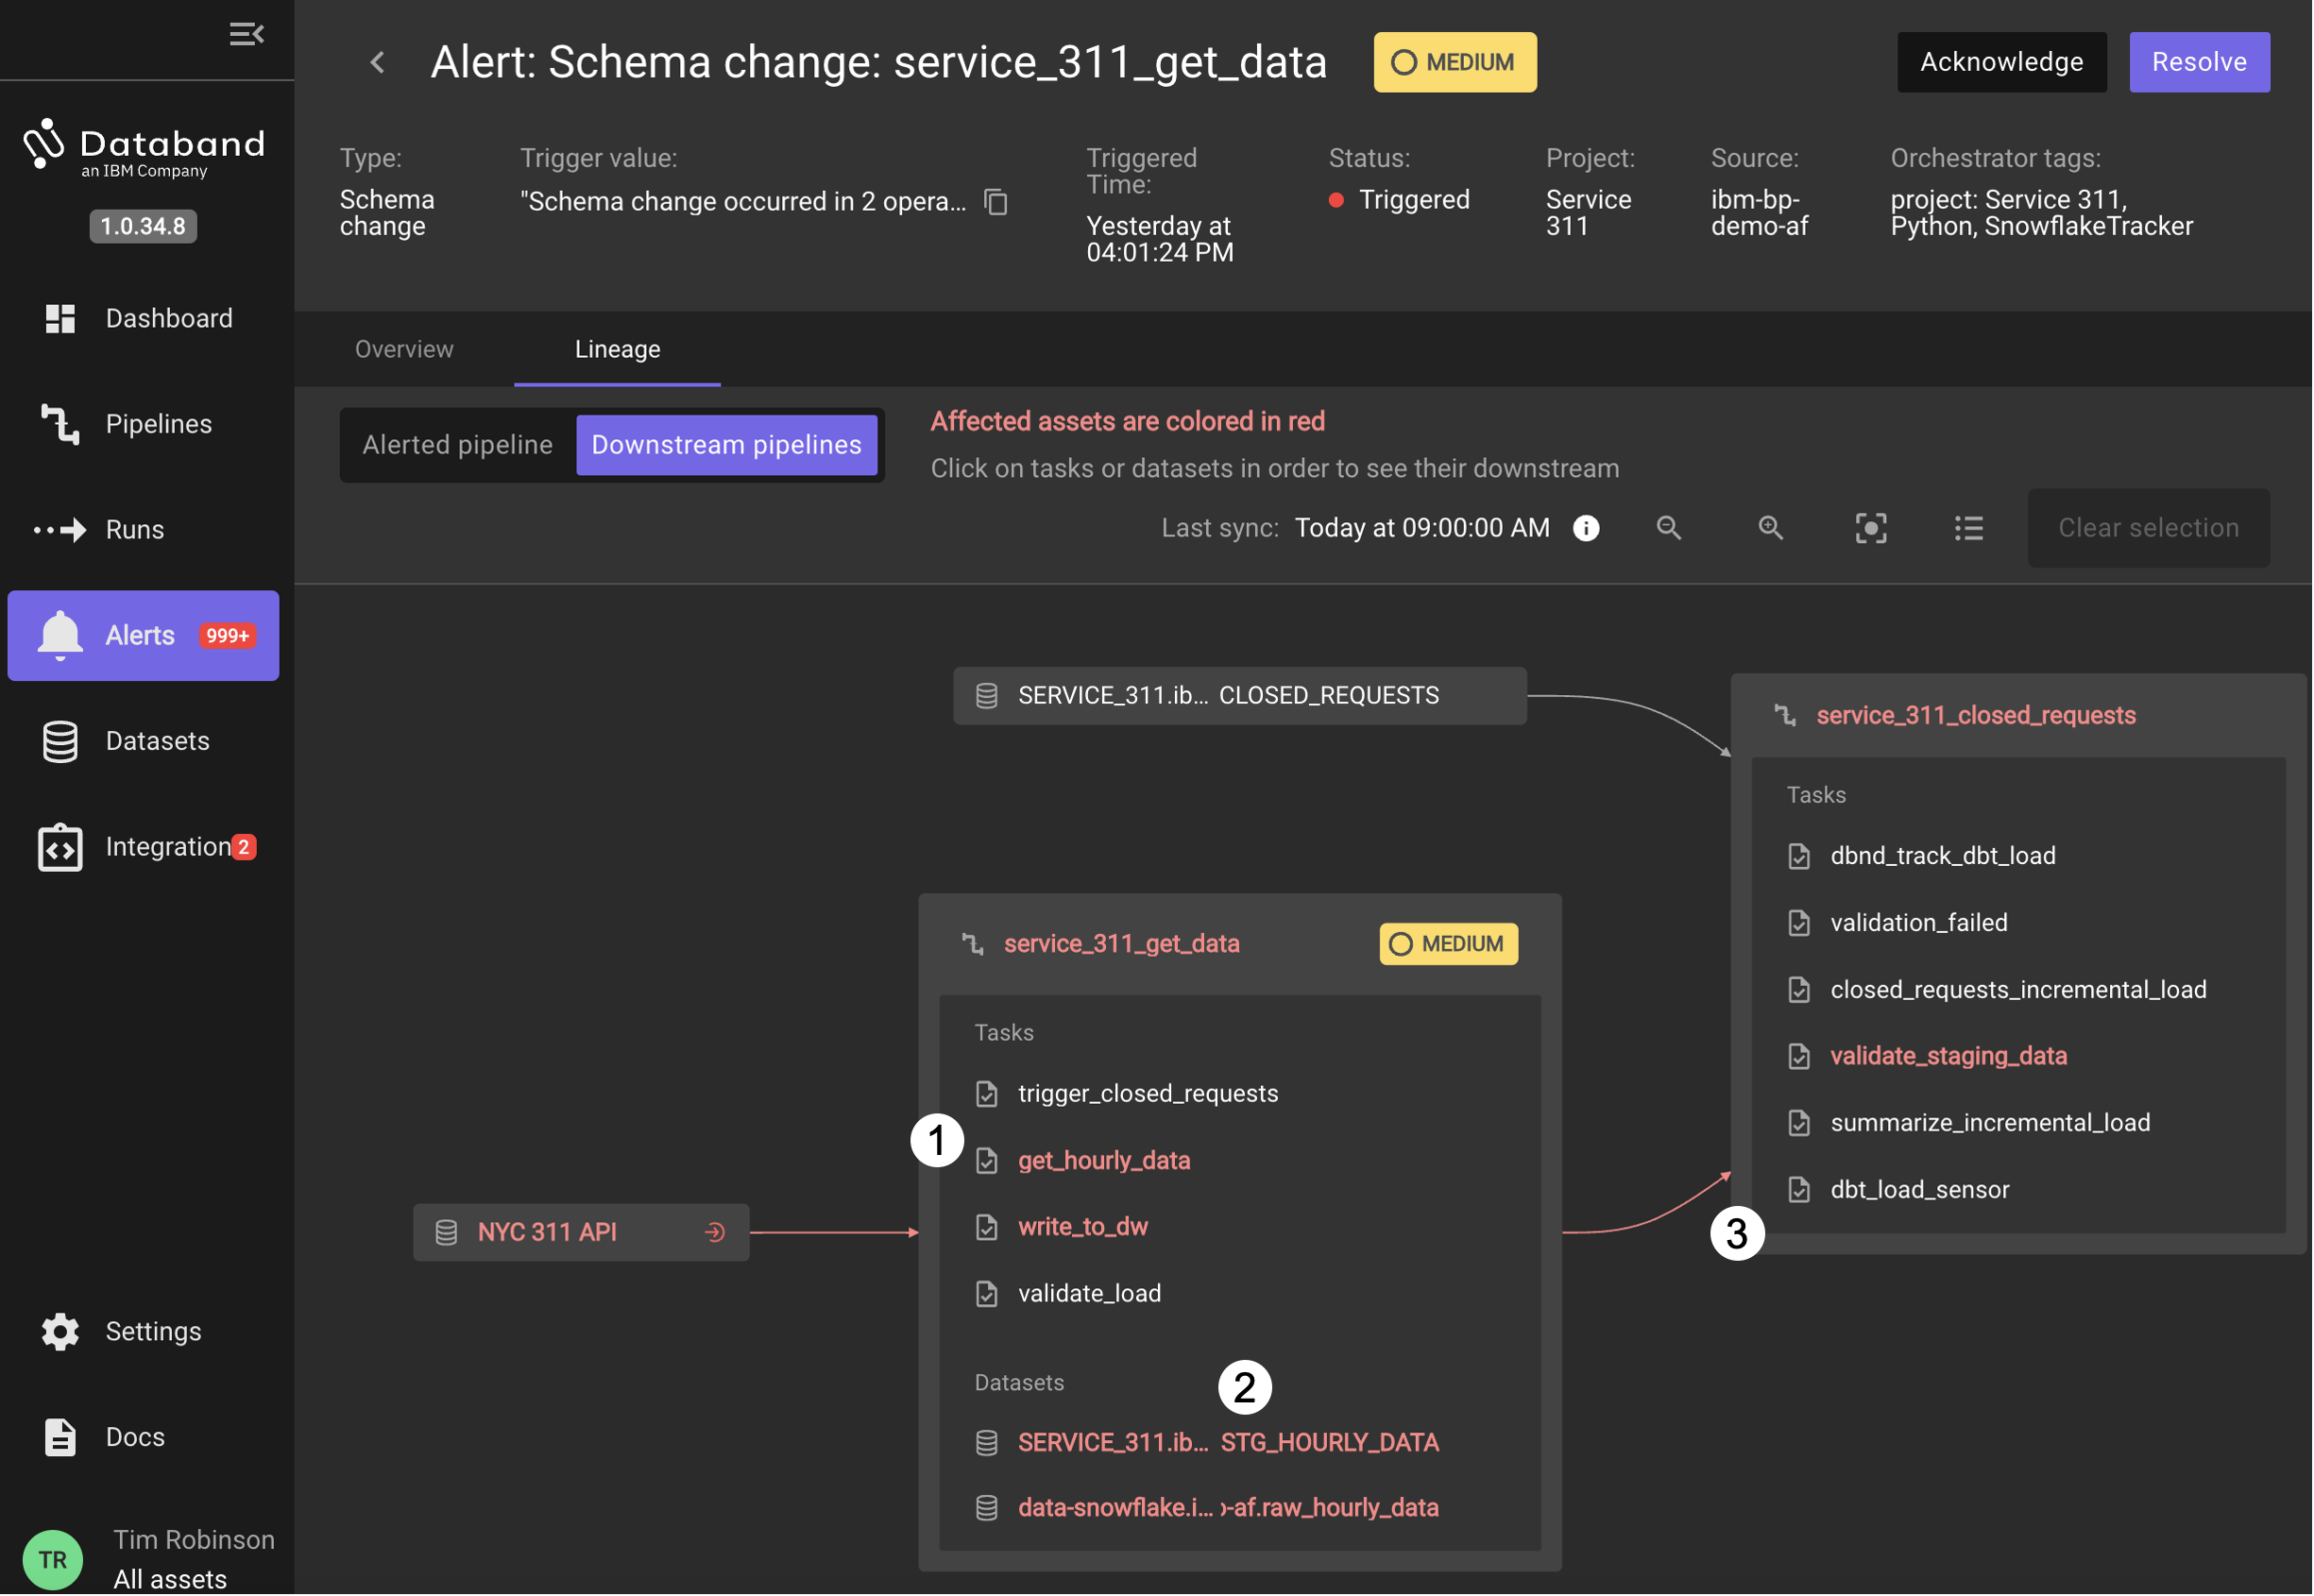 Databand
an IBM Company
1.0.34.8
Dashboard
Pipelines
Runs
Alerts 999+
Datasets
Integration 2
Settings
Docs
TR
Tim Robinson
All assets
Alert: Schema change: service_311_get_data
MEDIUM
Acknowledge
Resolve
Type:
Schema
change
Trigger value:
"Schema change occurred in 2 opera...
Triggered
Time:
Yesterday at
04:01:24 PM
Status:
Triggered
Project:
Service
311
Source:
ibm-bp-
demo-af
Orchestrator tags:
project: Service 311,
Python, SnowflakeTracker
Overview
Lineage
Alerted pipeline
Downstream pipelines
Affected assets are colored in red
Click on tasks or datasets in order to see their downstream
Last sync: Today at 09:00:00 AM
Clear selection
SERVICE_311.ib... CLOSED_REQUESTS
NYC 311 API
service_311_get_data
MEDIUM
Tasks
trigger_closed_requests
1
get_hourly_data
write_to_dw
validate_load
Datasets
2
SERVICE_311.ib... STG_HOURLY_DATA
data-snowflake.i... -af.raw_hourly_data
service_311_closed_requests
Tasks
dbnd_track_dbt_load
validation_failed
closed_requests_incremental_load
validate_staging_data
summarize_incremental_load
dbt_load_sensor
3